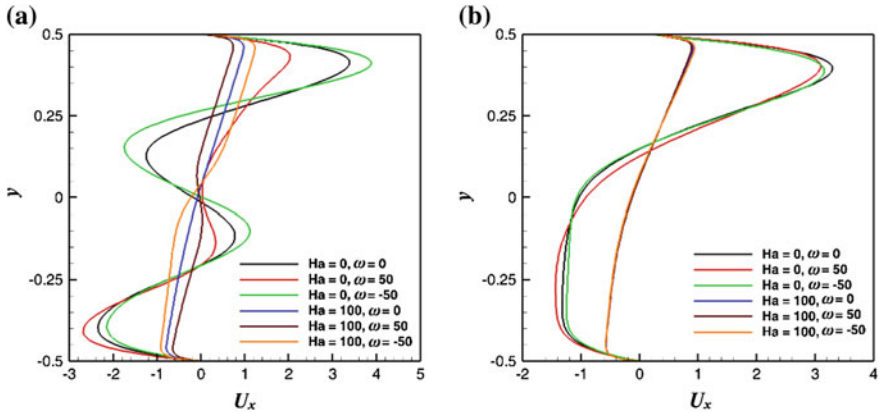 (a)
0.5
0.25
0
-0.25
-0.5
y
-3 -2 -1 0 1 2 3 4 5
Ux
Ha = 0, ω = 0
Ha = 0, ω = 50
Ha = 0, ω = -50
Ha = 100, ω = 0
Ha = 100, ω = 50
Ha = 100, ω = -50
(b)
0.5
0.25
0
-0.25
-0.5
y
-2 -1 0 1 2 3 4
Ux
Ha = 0, ω = 0
Ha = 0, ω = 50
Ha = 0, ω = -50
Ha = 100, ω = 0
Ha = 100, ω = 50
Ha = 100, ω = -50